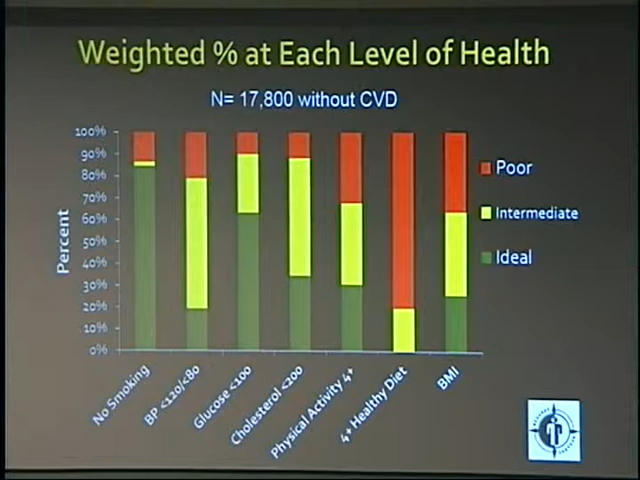 Weighted % at Each Level of Health
N= 17,800 without CVD
100%
90%
80%
70%
60%
50%
40%
30%
20%
10%
0%
Percent
No Smoking
BP <120/<80
Glucose <100
Cholesterol <200
Physical Activity 4+
4+ Healthy Diet
BMI
Poor
Intermediate
Ideal